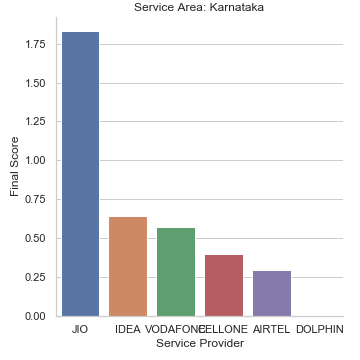 Service Area: Karnataka
Final Score
1.75
1.50
1.25
1.00
0.75
0.50
0.25
0.00
JIO IDEA VODAFONE CELLONE AIRTEL DOLPHIN
Service Provider